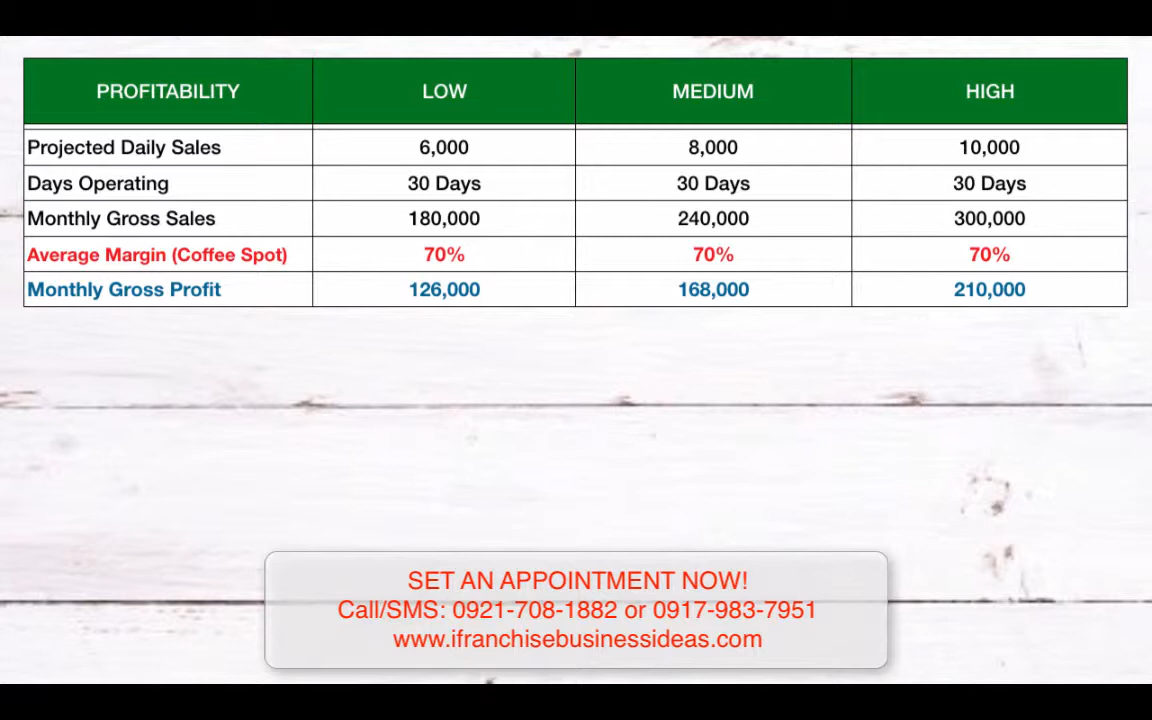 PROFITABILITY LOW MEDIUM HIGH
Projected Daily Sales 6,000 8,000 10,000
Days Operating 30 Days 30 Days 30 Days
Monthly Gross Sales 180,000 240,000 300,000
Average Margin (Coffee Spot) 70% 70% 70%
Monthly Gross Profit 126,000 168,000 210,000
SET AN APPOINTMENT NOW!
Call/SMS: 0921-708-1882 or 0917-983-7951
www.ifranchisebusinessideas.com